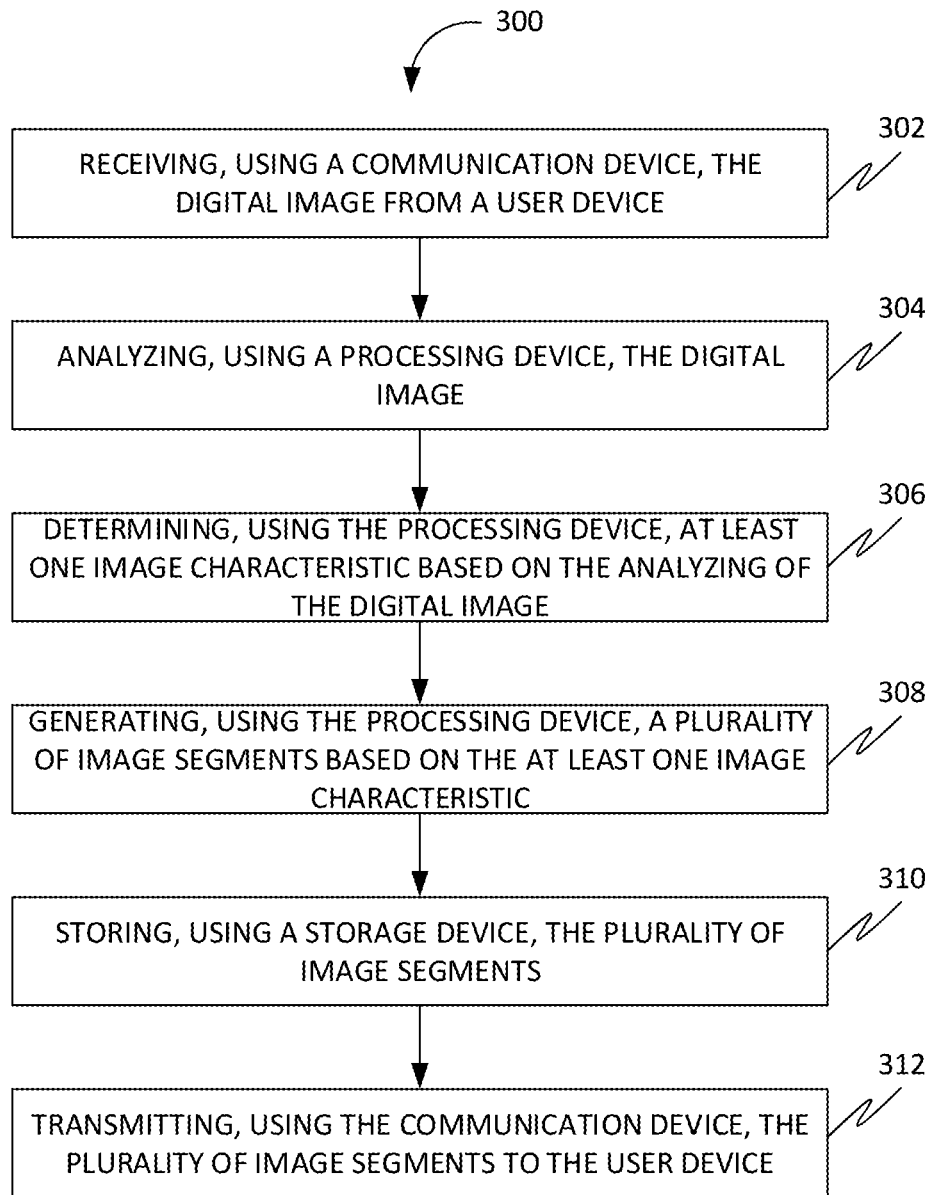 300
302
RECEIVING, USING A COMMUNICATION DEVICE, THE
DIGITAL IMAGE FROM A USER DEVICE
304
ANALYZING, USING A PROCESSING DEVICE, THE DIGITAL
IMAGE
306
DETERMINING, USING THE PROCESSING DEVICE, AT LEAST
ONE IMAGE CHARACTERISTIC BASED ON THE ANALYZING OF
THE DIGITAL IMAGE
308
GENERATING, USING THE PROCESSING DEVICE, A PLURALITY
OF IMAGE SEGMENTS BASED ON THE AT LEAST ONE IMAGE
CHARACTERISTIC
310
STORING, USING A STORAGE DEVICE, THE PLURALITY OF
IMAGE SEGMENTS
312
TRANSMITTING, USING THE COMMUNICATION DEVICE, THE
PLURALITY OF IMAGE SEGMENTS TO THE USER DEVICE